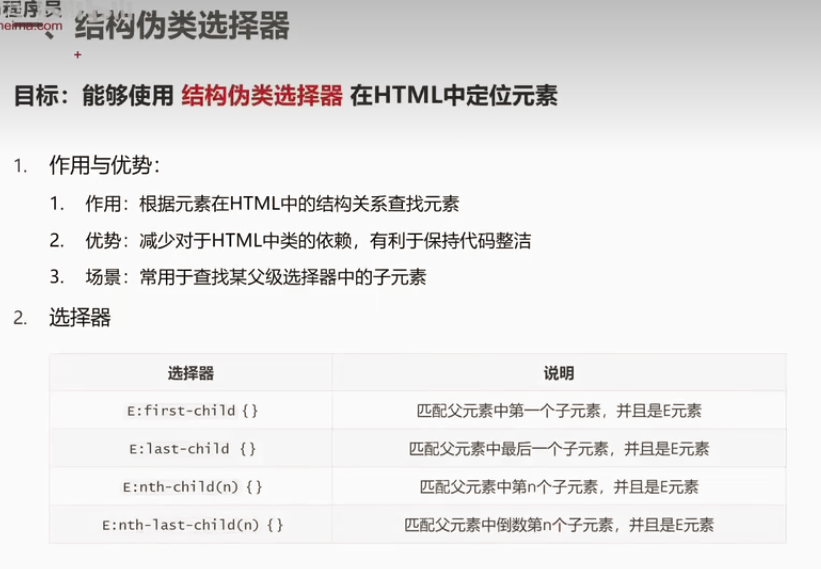 程序员
heima.com
、结构伪类选择器
+
目标：能够使用 结构伪类选择器 在HTML中定位元素
1. 作用与优势：
1. 作用：根据元素在HTML中的结构关系查找元素
2. 优势：减少对于HTML中类的依赖，有利于保持代码整洁
3. 场景：常用于查找某父级选择器中的子元素
2. 选择器
选择器 说明
E:first-child {} 匹配父元素中第一个子元素，并且是E元素
E:last-child {} 匹配父元素中最后一个子元素，并且是E元素
E:nth-child(n) {} 匹配父元素中第n个子元素，并且是E元素
E:nth-last-child(n) {} 匹配父元素中倒数第n个子元素，并且是E元素